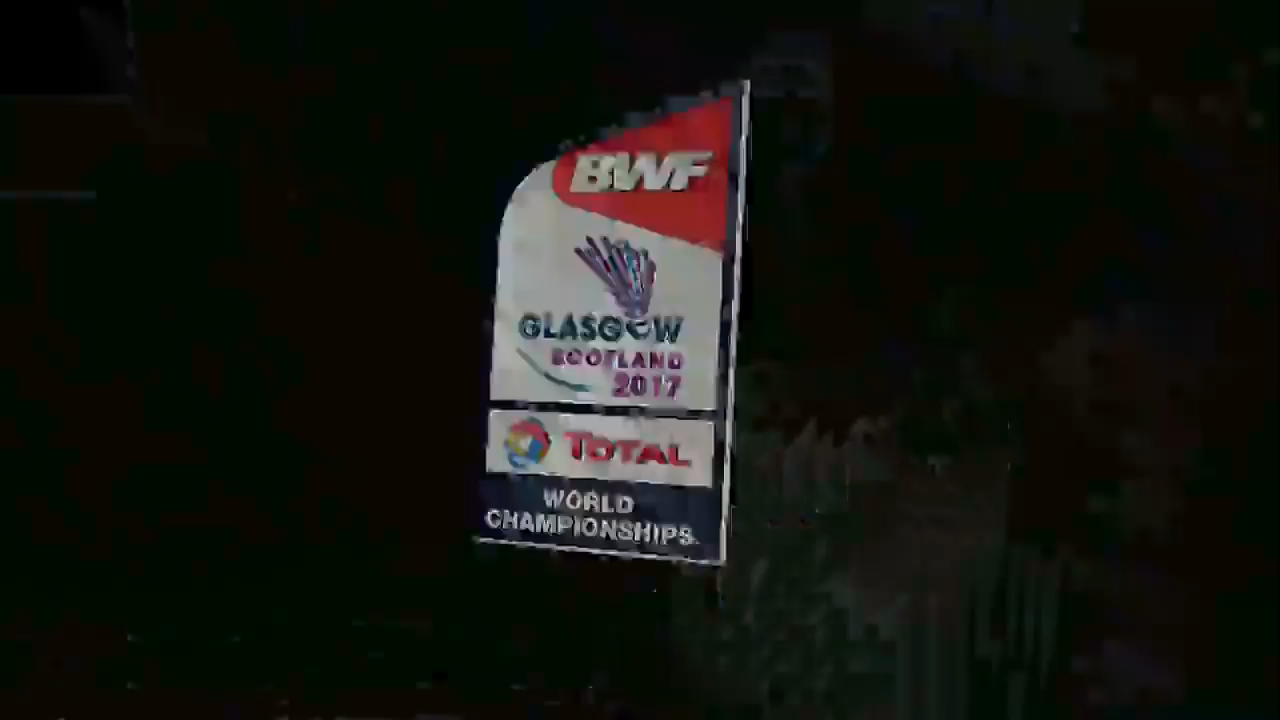 BWF
GLASGOW
SCOTLAND
2017
TOTAL
WORLD
CHAMPIONSHIPS